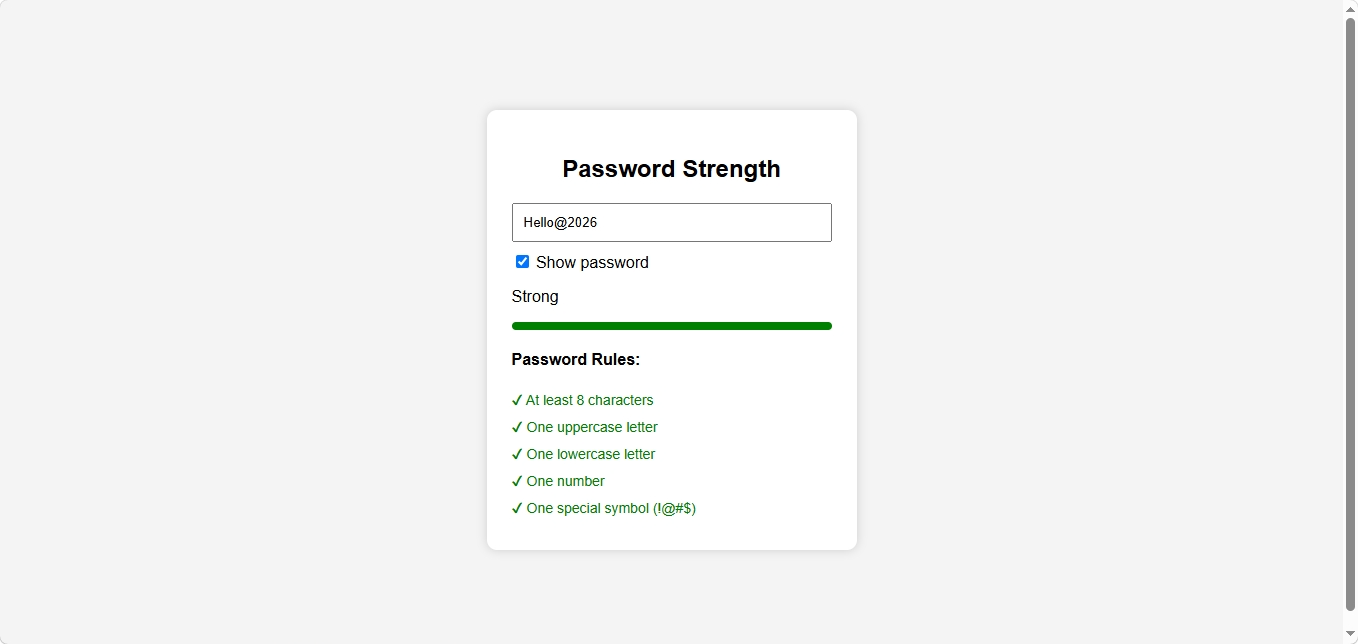 Password Strength
Hello@2026
Show password
Strong
Password Rules:
✓ At least 8 characters
✓ One uppercase letter
✓ One lowercase letter
✓ One number
✓ One special symbol (!@#$)